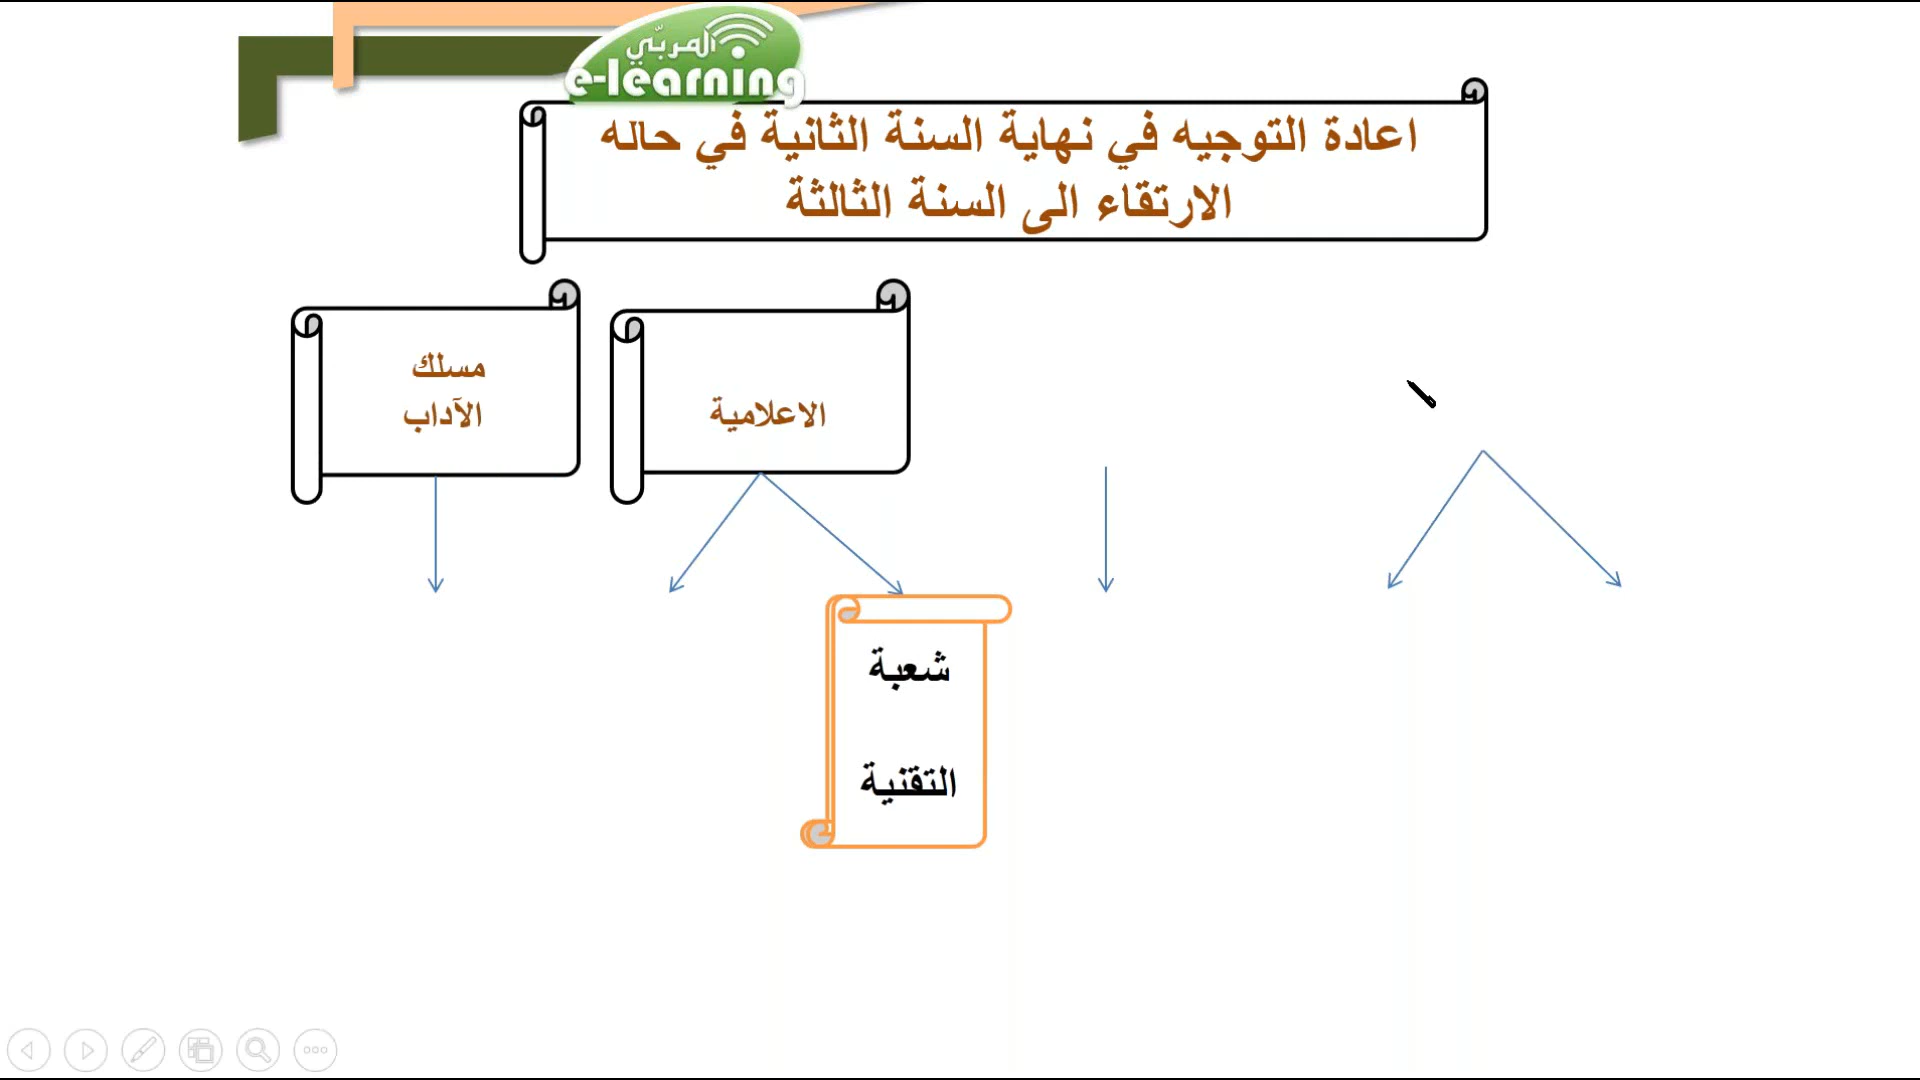 المربّي
e-learning
اعادة التوجيه في نهاية السنة الثانية في حاله
الارتقاء الى السنة الثالثة
الاعلامية
مسلك
الآداب
شعبة
التقنية